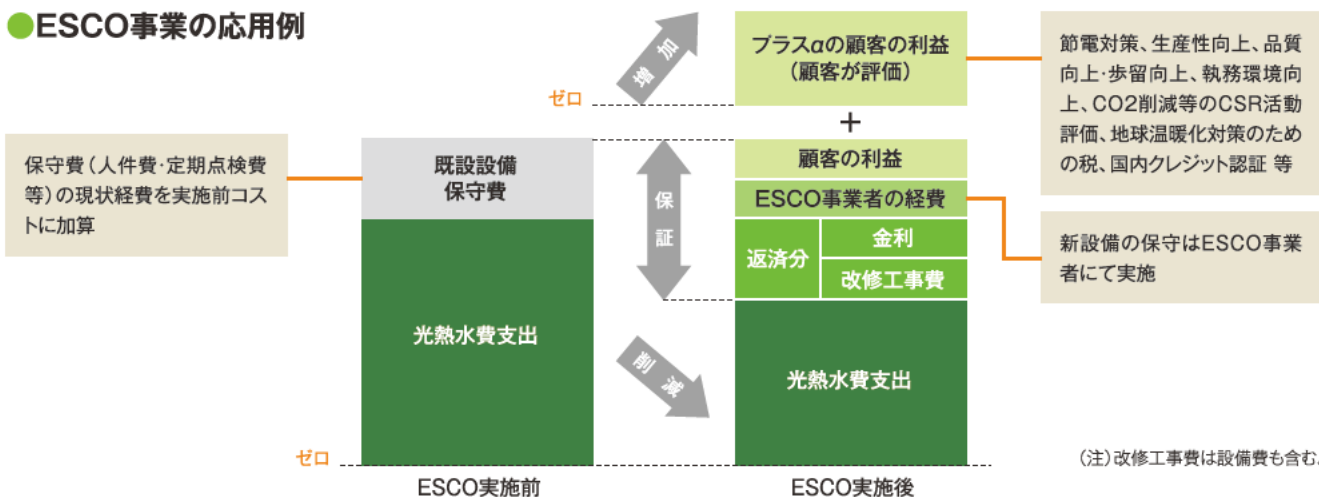 ●ESCO事業の応用例
増加
ゼロ
プラスαの顧客の利益
(顧客が評価)
節電対策、生産性向上、品質
向上・歩留向上、執務環境向
上、CO2削減等のCSR活動
評価、地球温暖化対策のため
の税、国内クレジット認証 等
+
保守費(人件費・定期点検費
等)の現状経費を実施前コス
トに加算
既設設備
保守費
保証
顧客の利益
ESCO事業者の経費
返済分
金利
改修工事費
新設備の保守はESCO事業
者にて実施
光熱水費支出
削減
光熱水費支出
ゼロ
ESCO実施前
ESCO実施後
(注)改修工事費は設備費も含む。